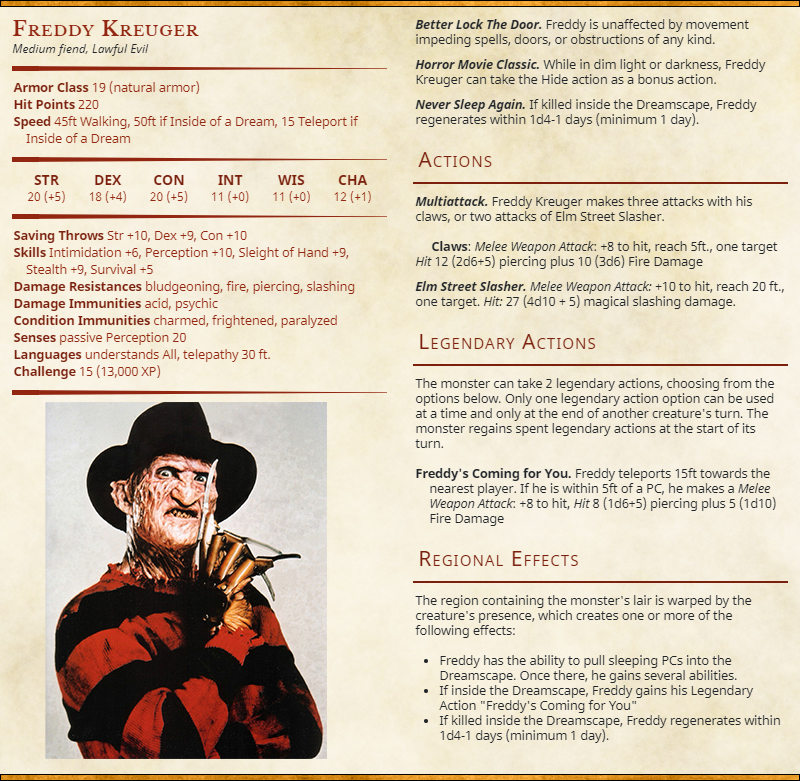 Freddy Kreuger
Medium fiend, Lawful Evil
Armor Class 19 (natural armor)
Hit Points 220
Speed 45ft Walking, 50ft if Inside of a Dream, 15 Teleport if
Inside of a Dream
STR DEX CON INT WIS CHA
20 (+5) 18 (+4) 20 (+5) 11 (+0) 11 (+0) 12 (+1)
Saving Throws Str +10, Dex +9, Con +10
Skills Intimidation +6, Perception +10, Sleight of Hand +9,
Stealth +9, Survival +5
Damage Resistances bludgeoning, fire, piercing, slashing
Damage Immunities acid, psychic
Condition Immunities charmed, frightened, paralyzed
Senses passive Perception 20
Languages understands All, telepathy 30 ft.
Challenge 15 (13,000 XP)
Better Lock The Door. Freddy is unaffected by movement
impeding spells, doors, or obstructions of any kind.
Horror Movie Classic. While in dim light or darkness, Freddy
Kreuger can take the Hide action as a bonus action.
Never Sleep Again. If killed inside the Dreamscape, Freddy
regenerates within 1d4-1 days (minimum 1 day).
Actions
Multiattack. Freddy Kreuger makes three attacks with his
claws, or two attacks of Elm Street Slasher.
Claws: Melee Weapon Attack: +8 to hit, reach 5ft., one target
Hit 12 (2d6+5) piercing plus 10 (3d6) Fire Damage
Elm Street Slasher. Melee Weapon Attack: +10 to hit, reach 20 ft.,
one target. Hit: 27 (4d10 + 5) magical slashing damage.
Legendary Actions
The monster can take 2 legendary actions, choosing from the
options below. Only one legendary action option can be used
at a time and only at the end of another creature's turn. The
monster regains spent legendary actions at the start of its
turn.
Freddy's Coming for You. Freddy teleports 15ft towards the
nearest player. If he is within 5ft of a PC, he makes a Melee
Weapon Attack: +8 to hit, Hit 8 (1d6+5) piercing plus 5 (1d10)
Fire Damage
Regional Effects
The region containing the monster's lair is warped by the
creature's presence, which creates one or more of the
following effects:
• Freddy has the ability to pull sleeping PCs into the
Dreamscape. Once there, he gains several abilities.
• If inside the Dreamscape, Freddy gains his Legendary
Action "Freddy's Coming for You"
• If killed inside the Dreamscape, Freddy regenerates within
1d4-1 days (minimum 1 day).